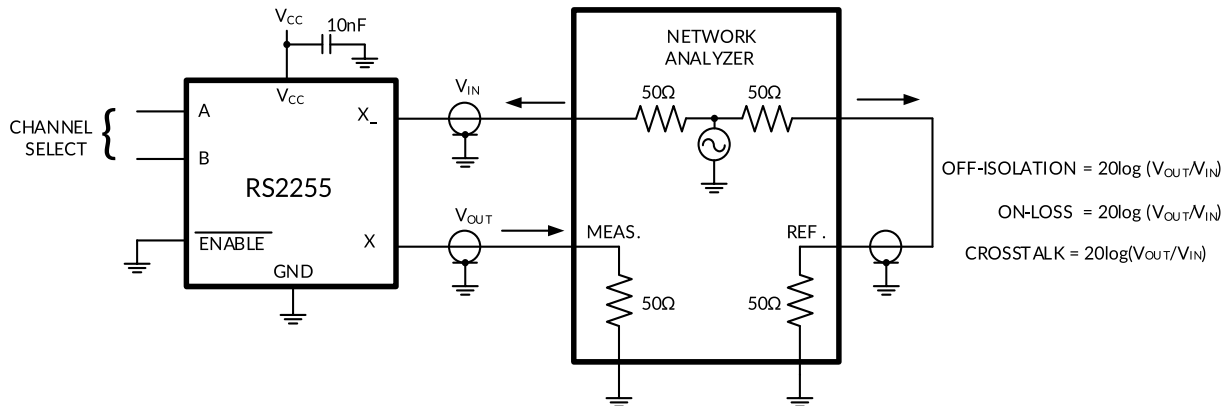 VCC
10nF
VCC
CHANNEL
SELECT
A
B
X_
RS2255
ENABLE
X
GND
VIN
VOUT
NETWORK
ANALYZER
50Ω
50Ω
MEAS.
REF.
50Ω
50Ω
OFF-ISOLATION = 20log (VOUT/VIN)
ON-LOSS = 20log (VOUT/VIN)
CROSSTALK = 20log(VOUT/VIN)